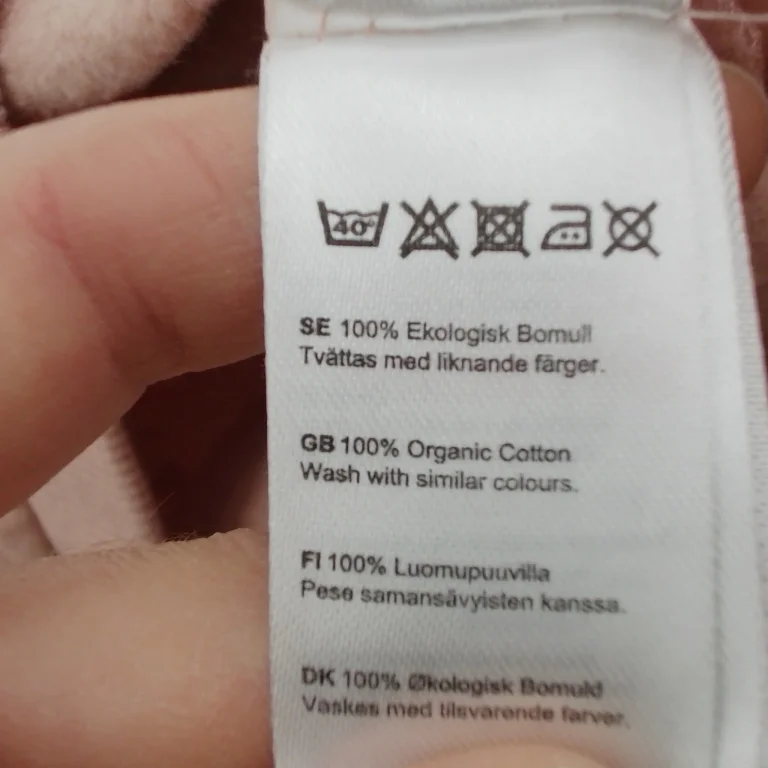 40°
SE 100% Ekologisk Bomull
Tvättas med liknande färger.
GB 100% Organic Cotton
Wash with similar colours.
FI 100% Luomupuuvilla
Pese samansävyisten kanssa.
DK 100% Økologisk Bomuld
Vaskes med tilsvarende farver.